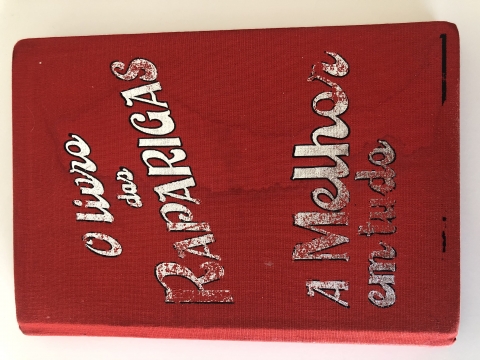 O livro
das
RAPARIGAS
A Melhor
em tudo